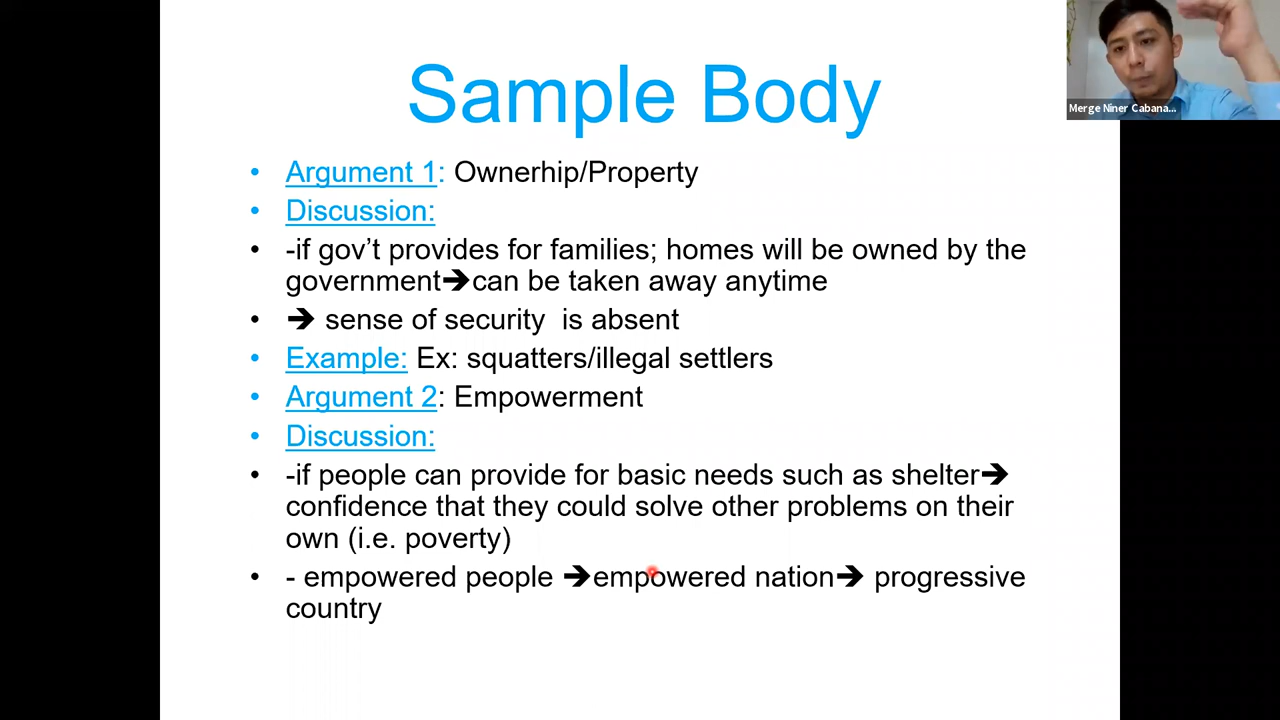 Sample Body
Merge Niner Cabana...
• Argument 1: Ownerhip/Property
• Discussion:
• -if gov’t provides for families; homes will be owned by the
government➔can be taken away anytime
• ➔ sense of security is absent
• Example: Ex: squatters/illegal settlers
• Argument 2: Empowerment
• Discussion:
• -if people can provide for basic needs such as shelter➔
confidence that they could solve other problems on their
own (i.e. poverty)
• - empowered people ➔empowered nation➔ progressive
country